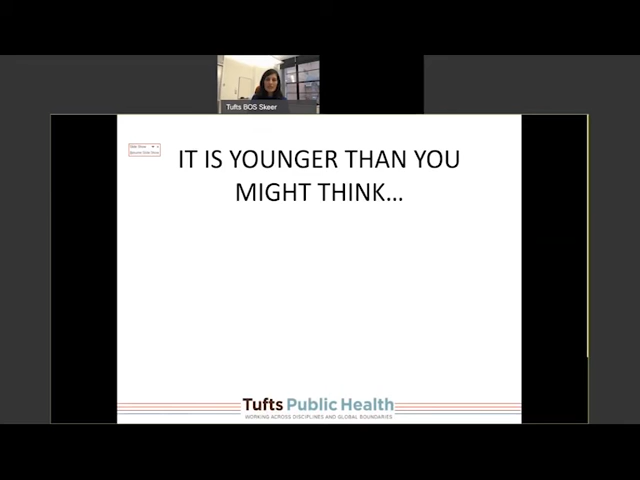 Tufts BOS Skeer
IT IS YOUNGER THAN YOU
MIGHT THINK...
Tufts Public Health
WORKING ACROSS DISCIPLINES AND GLOBAL BOUNDARIES